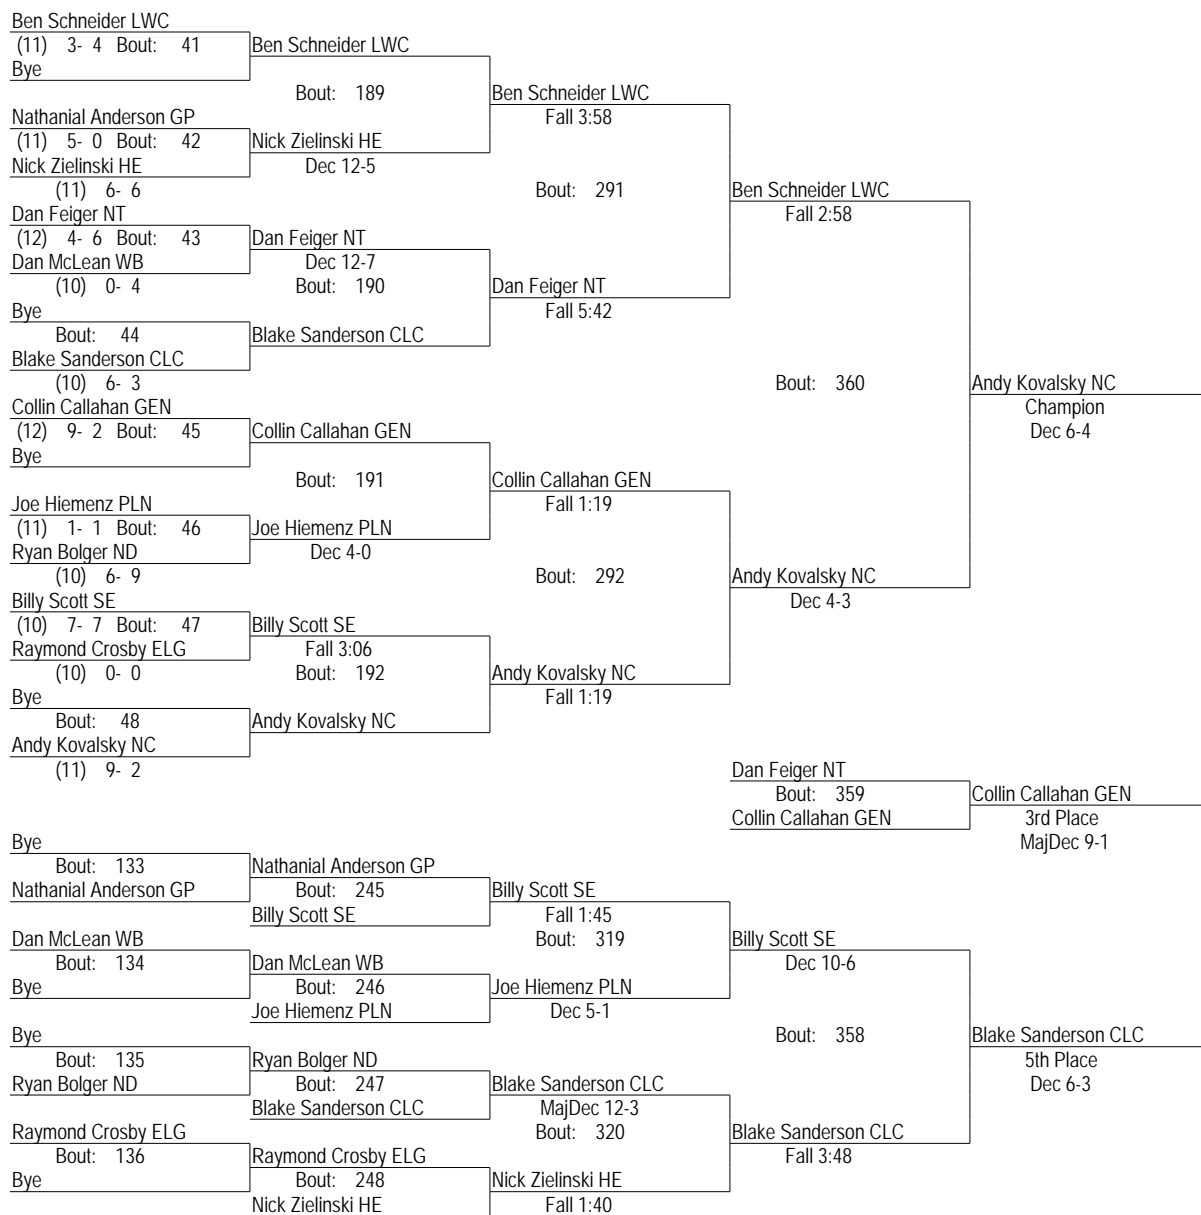 Ben Schneider LWC
(11) 3- 4 Bout: 41
Ben Schneider LWC
Bye
Bout: 189
Ben Schneider LWC
Nathanial Anderson GP
Fall 3:58
(11) 5- 0 Bout: 42
Nick Zielinski HE
Nick Zielinski HE
Dec 12-5
(11) 6- 6
Bout: 291
Ben Schneider LWC
Dan Feiger NT
Fall 2:58
(12) 4- 6 Bout: 43
Dan Feiger NT
Dan McLean WB
Dec 12-7
(10) 0- 4
Bout: 190
Dan Feiger NT
Bye
Fall 5:42
Bout: 44
Blake Sanderson CLC
Blake Sanderson CLC
(10) 6- 3
Bout: 360
Andy Kovalsky NC
Collin Callahan GEN
Champion
(12) 9- 2 Bout: 45
Collin Callahan GEN
Dec 6-4
Bye
Bout: 191
Collin Callahan GEN
Joe Hiemenz PLN
Fall 1:19
(11) 1- 1 Bout: 46
Joe Hiemenz PLN
Ryan Bolger ND
Dec 4-0
(10) 6- 9
Bout: 292
Andy Kovalsky NC
Billy Scott SE
Dec 4-3
(10) 7- 7 Bout: 47
Billy Scott SE
Raymond Crosby ELG
Fall 3:06
(10) 0- 0
Bout: 192
Andy Kovalsky NC
Bye
Fall 1:19
Bout: 48
Andy Kovalsky NC
Andy Kovalsky NC
(11) 9- 2
Dan Feiger NT
Bout: 359
Collin Callahan GEN
Collin Callahan GEN
3rd Place
MajDec 9-1
Bye
Bout: 133
Nathanial Anderson GP
Nathanial Anderson GP
Bout: 245
Billy Scott SE
Billy Scott SE
Fall 1:45
Dan McLean WB
Bout: 319
Billy Scott SE
Bout: 134
Dan McLean WB
Dec 10-6
Bye
Bout: 246
Joe Hiemenz PLN
Joe Hiemenz PLN
Dec 5-1
Bye
Bout: 358
Blake Sanderson CLC
Bout: 135
Ryan Bolger ND
5th Place
Ryan Bolger ND
Bout: 247
Blake Sanderson CLC
Dec 6-3
Blake Sanderson CLC
MajDec 12-3
Raymond Crosby ELG
Bout: 320
Blake Sanderson CLC
Bout: 136
Raymond Crosby ELG
Fall 3:48
Bye
Bout: 248
Nick Zielinski HE
Nick Zielinski HE
Fall 1:40